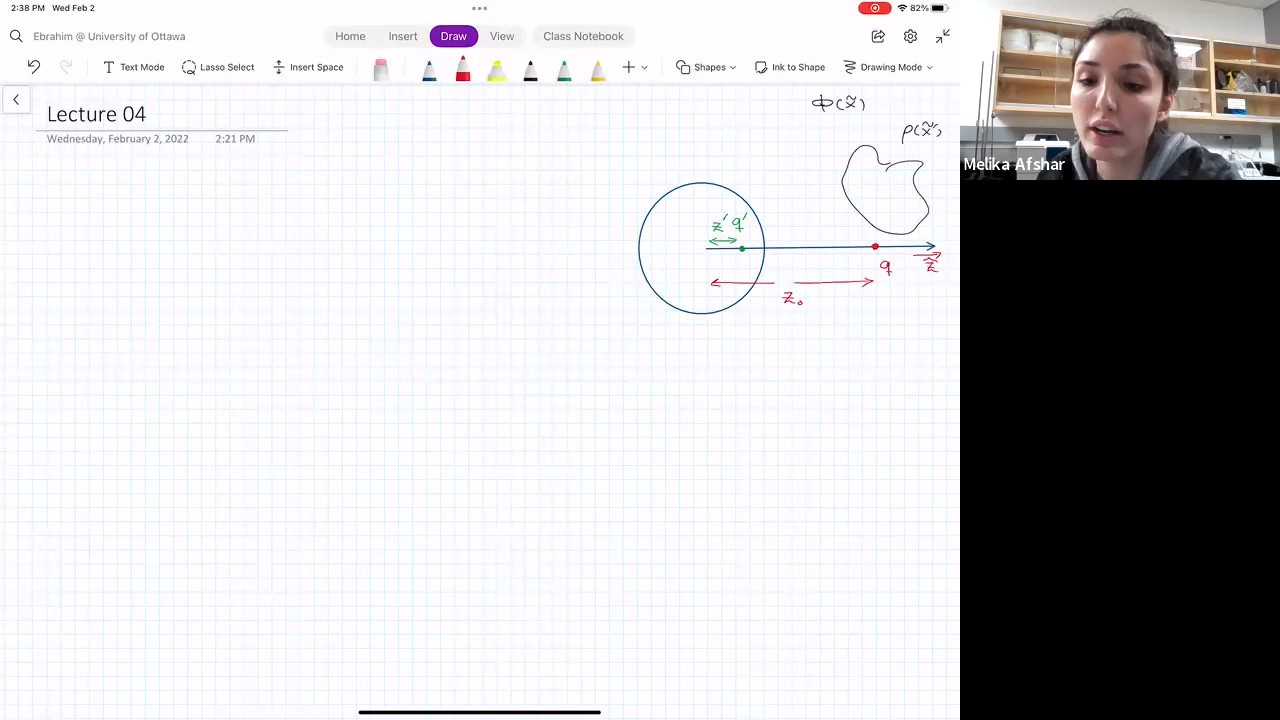 2:38 PM Wed Feb 2
82%
Ebrahim @ University of Ottawa
Home Insert Draw View Class Notebook
Text Mode Lasso Select Insert Space Shapes Ink to Shape Drawing Mode
Lecture 04
Wednesday, February 2, 2022 2:21 PM
Φ(x̃)
ρ(x̃')
z' q'
q
z̃
z₀
Melika Afshar